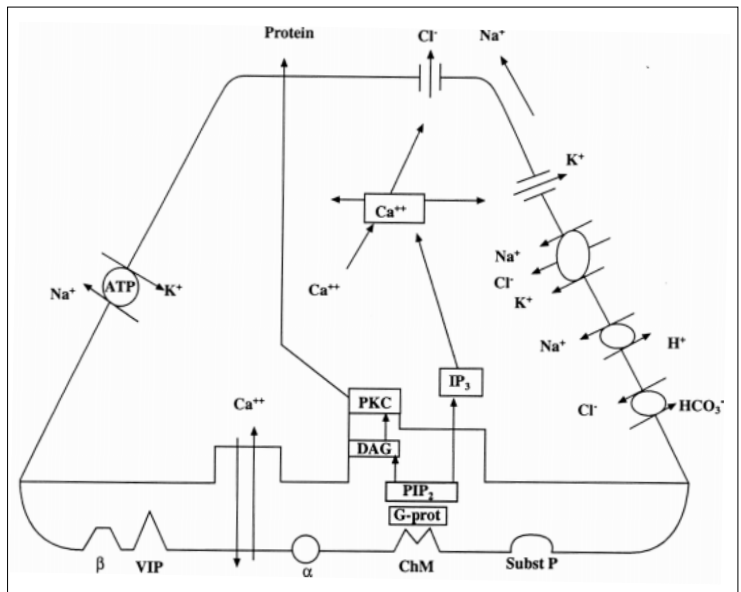 Protein
Cl⁻
Na⁺
K⁺
Ca⁺⁺
Na⁺
Cl⁻
K⁺
Ca⁺⁺
Na⁺
ATP
K⁺
Na⁺
H⁺
IP₃
Ca⁺⁺
PKC
Cl⁻
HCO₃⁻
DAG
PIP₂
G-prot
β
VIP
α
ChM
Subst P